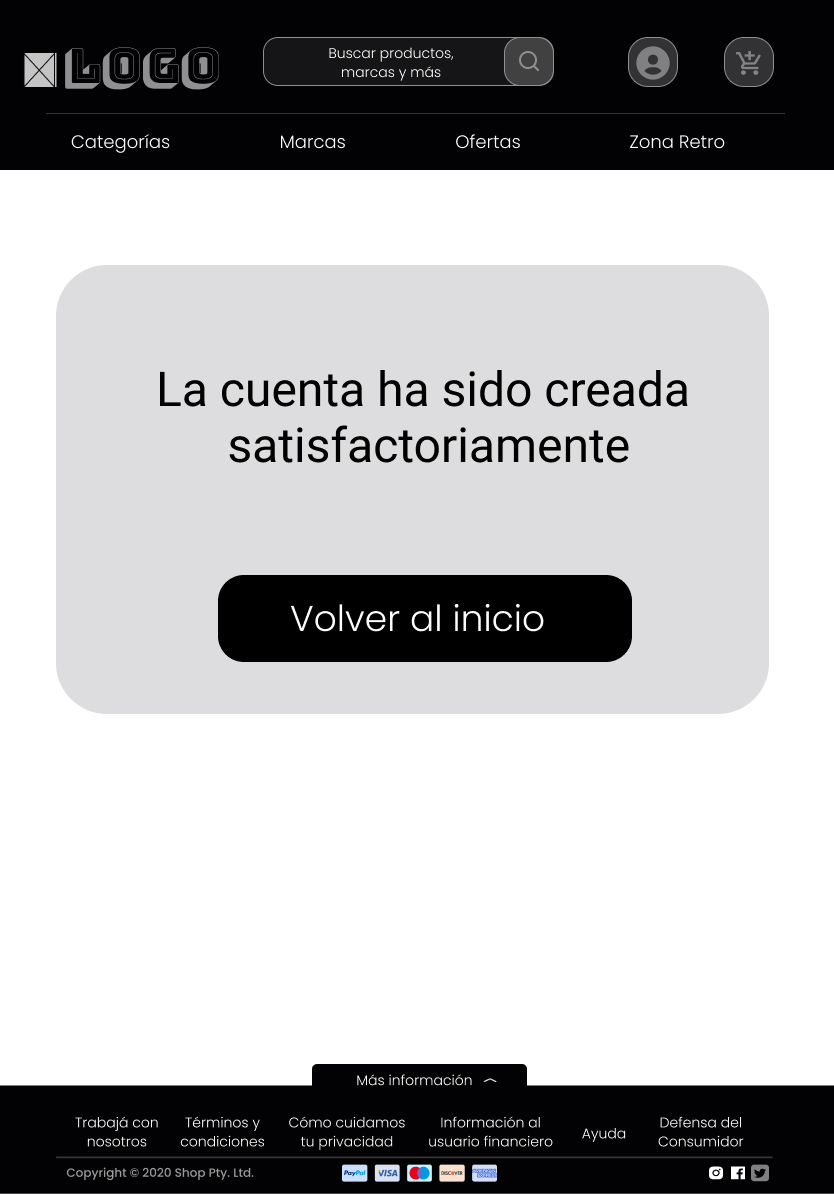 LOGO
Buscar productos,
marcas y más
Categorías
Marcas
Ofertas
Zona Retro
La cuenta ha sido creada
satisfactoriamente
Volver al inicio
Más información
Trabajá con
nosotros
Términos y
condiciones
Cómo cuidamos
tu privacidad
Información al
usuario financiero
Ayuda
Defensa del
Consumidor
Copyright © 2020 Shop Pty. Ltd.
PayPal
VISA
DISCOVER